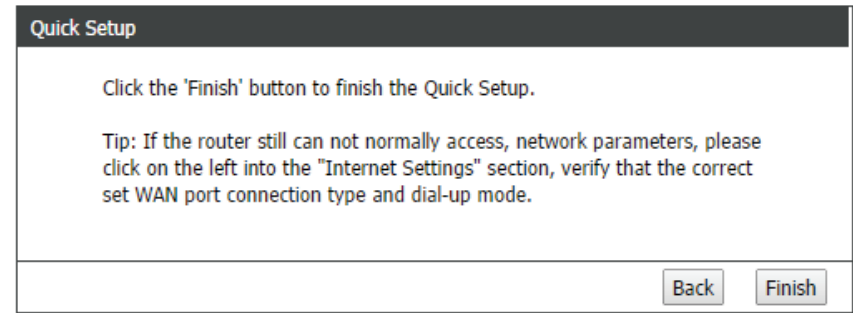 Quick Setup
Click the 'Finish' button to finish the Quick Setup.
Tip: If the router still can not normally access, network parameters, please
click on the left into the "Internet Settings" section, verify that the correct
set WAN port connection type and dial-up mode.
Back Finish